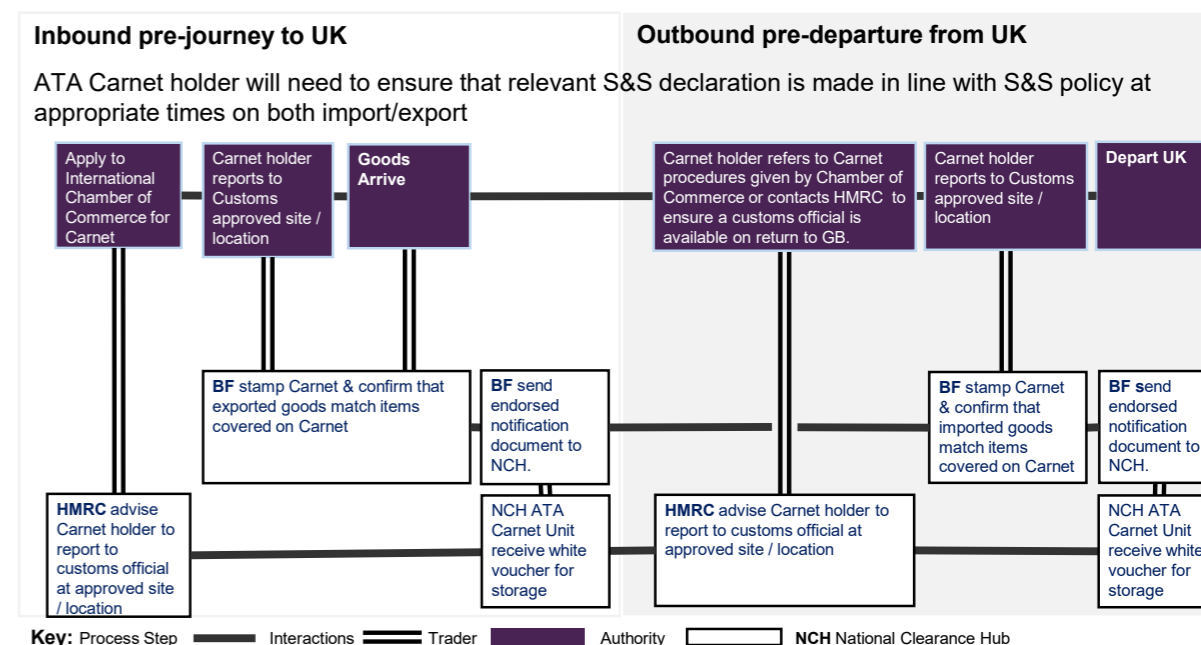 Inbound pre-journey to UK
Outbound pre-departure from UK
ATA Carnet holder will need to ensure that relevant S&S declaration is made in line with S&S policy at
appropriate times on both import/export
Apply to
International
Chamber of
Commerce for
Carnet
Carnet holder
reports to
Customs
approved site /
location
Goods
Arrive
Carnet holder refers to Carnet
procedures given by Chamber of
Commerce or contacts HMRC to
ensure a customs official is
available on return to GB.
Carnet holder
reports to Customs
approved site /
location
Depart UK
BF stamp Carnet & confirm that
exported goods match items
covered on Carnet
BF send
endorsed
notification
document to
NCH.
BF stamp Carnet
& confirm that
imported goods
match items
covered on Carnet
BF send
endorsed
notification
document to
NCH.
HMRC advise
Carnet holder to
report to
customs official
at approved site
/ location
NCH ATA
Carnet Unit
receive white
voucher for
storage
HMRC advise Carnet holder to
report to customs official at
approved site / location
NCH ATA
Carnet Unit
receive white
voucher for
storage
Key: Process Step Interactions Trader Authority NCH National Clearance Hub